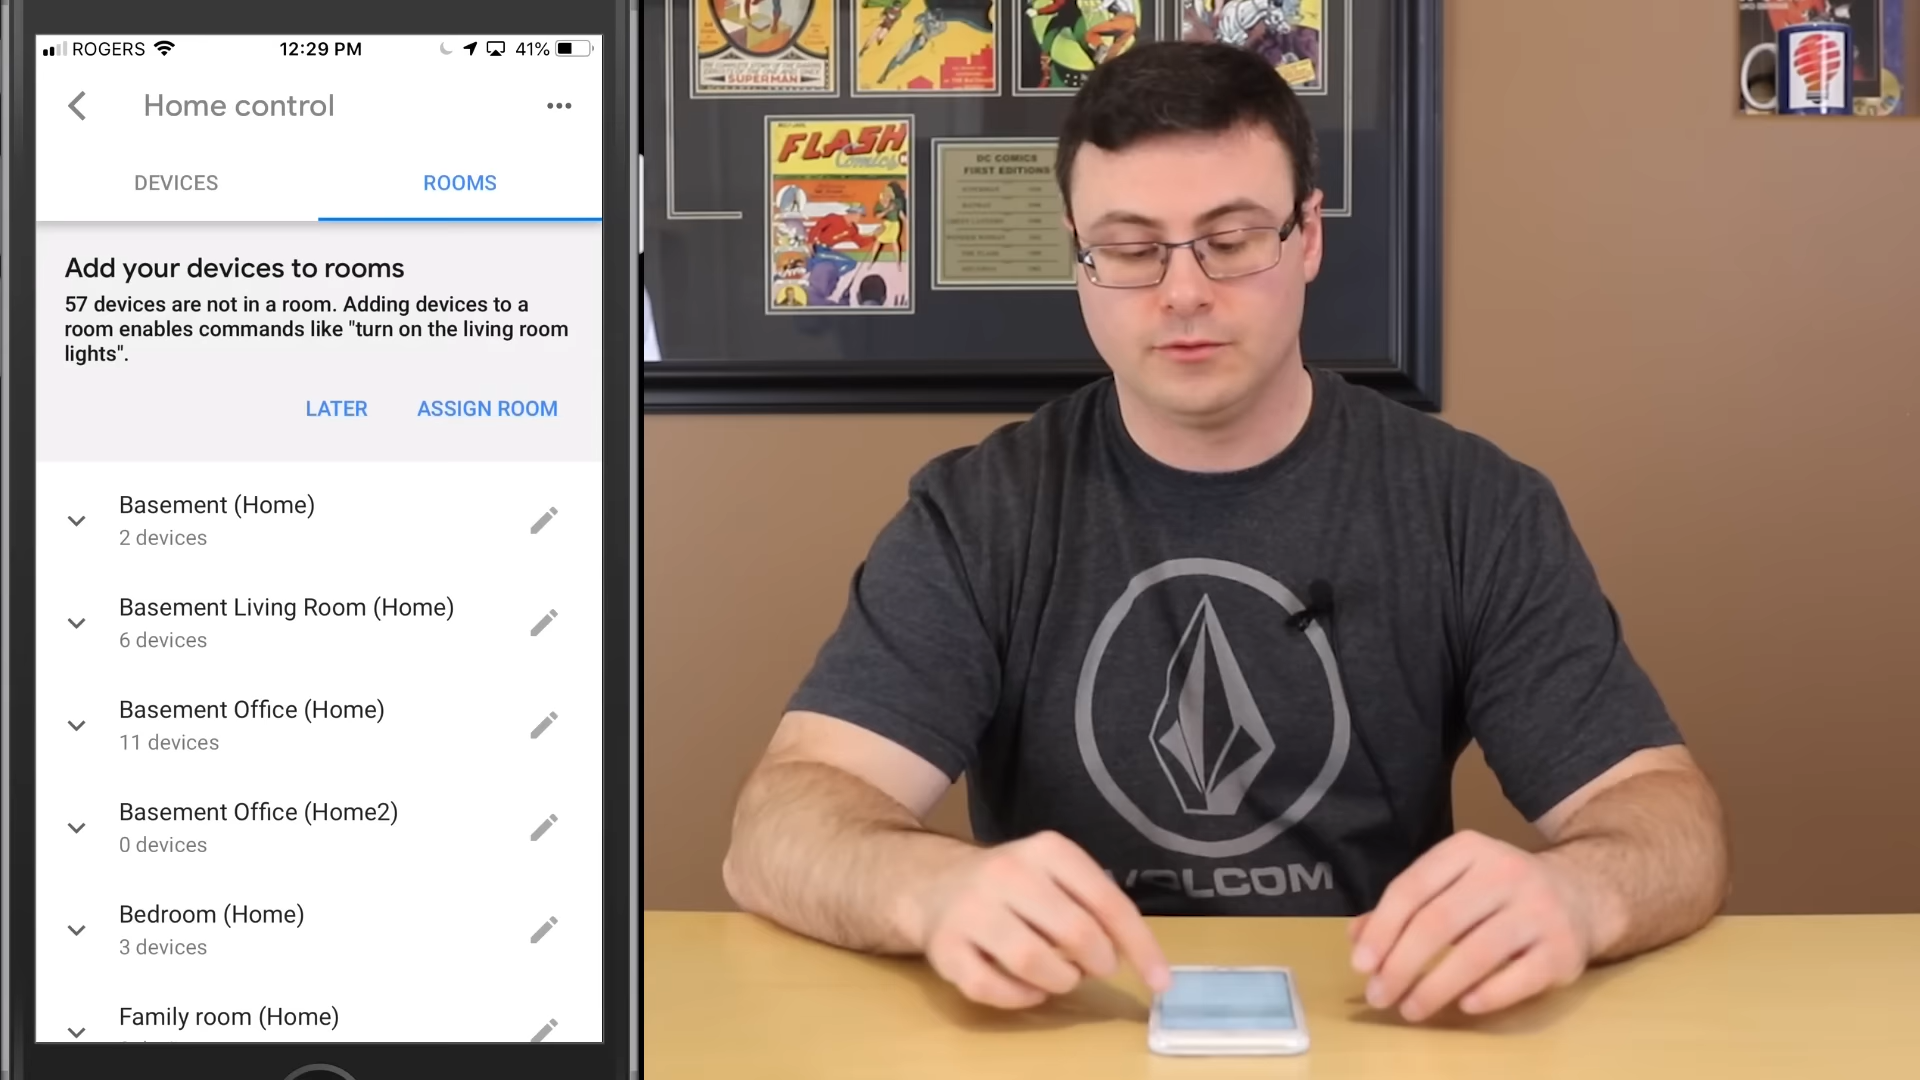 ROGERS 12:29 PM 41%
Home control
DEVICES ROOMS
Add your devices to rooms
57 devices are not in a room. Adding devices to a
room enables commands like "turn on the living room
lights".
LATER ASSIGN ROOM
Basement (Home)
2 devices
Basement Living Room (Home)
6 devices
Basement Office (Home)
11 devices
Basement Office (Home2)
0 devices
Bedroom (Home)
3 devices
Family room (Home)
SUPERMAN
FLASH
Comics
DC COMICS
FIRST EDITIONS
VOLCOM